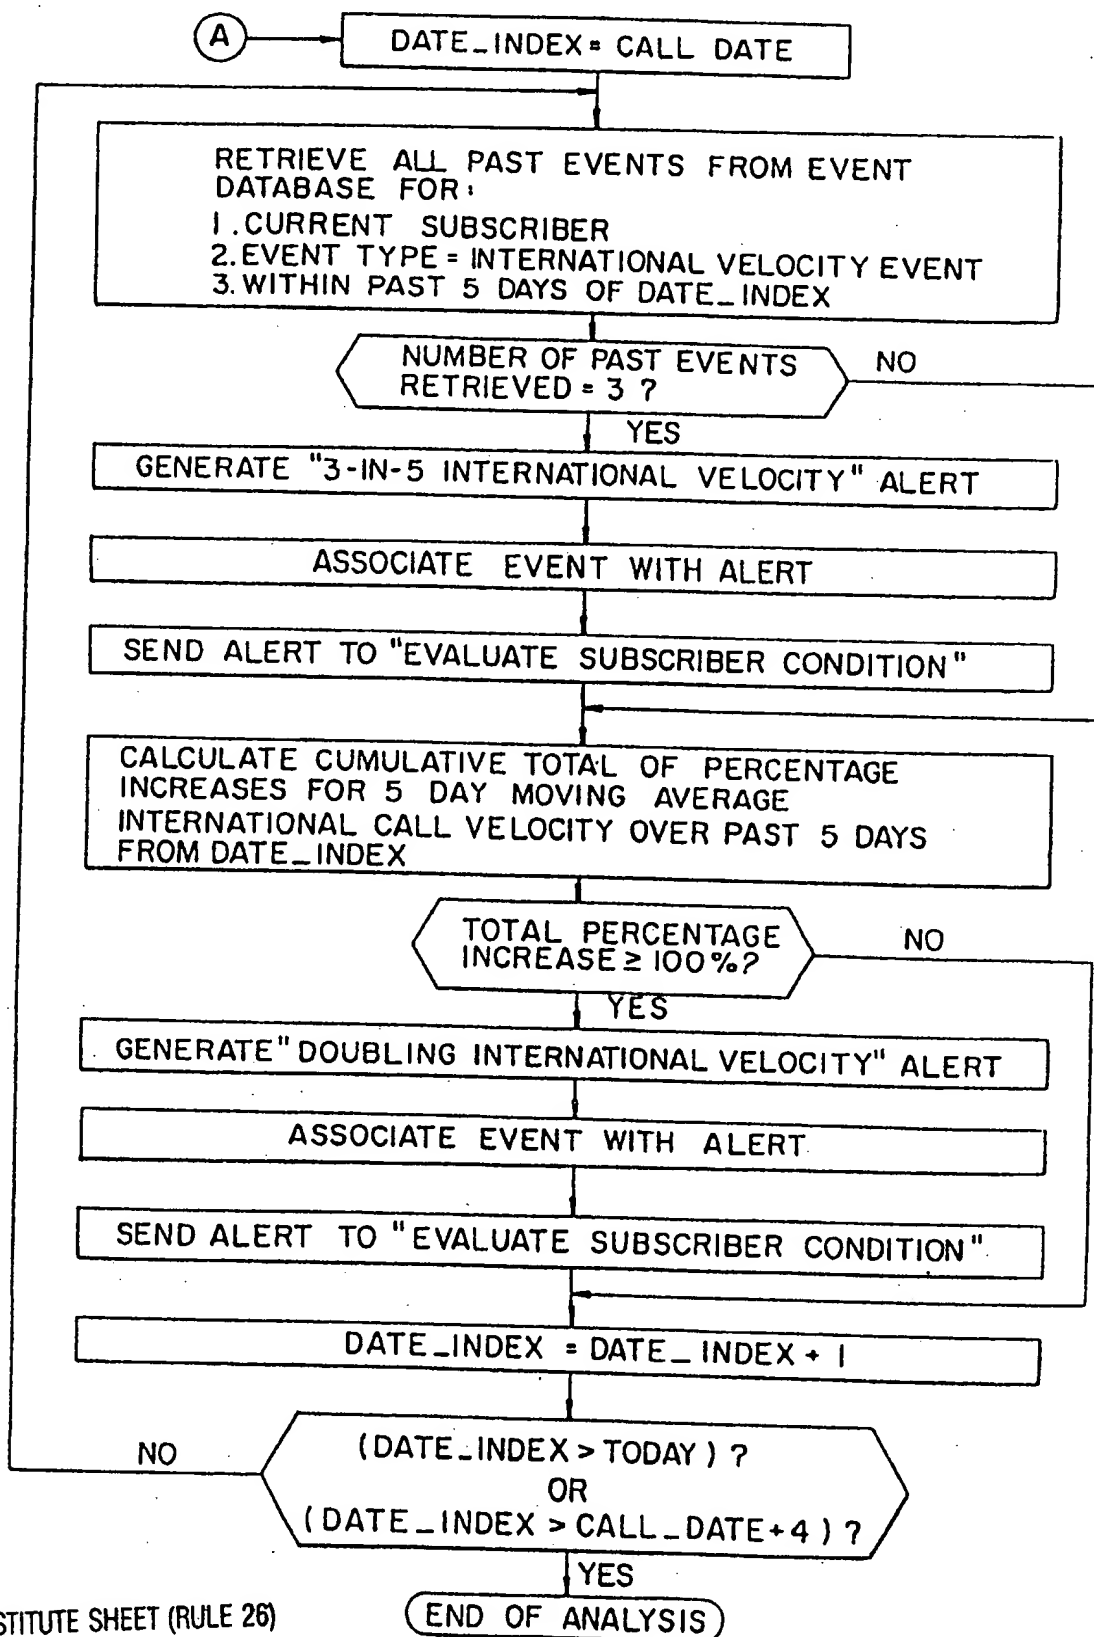 A
DATE_INDEX = CALL DATE
RETRIEVE ALL PAST EVENTS FROM EVENT
DATABASE FOR:
1. CURRENT SUBSCRIBER
2. EVENT TYPE = INTERNATIONAL VELOCITY EVENT
3. WITHIN PAST 5 DAYS OF DATE_INDEX
NUMBER OF PAST EVENTS
RETRIEVED = 3 ?
NO
YES
GENERATE "3-IN-5 INTERNATIONAL VELOCITY" ALERT
ASSOCIATE EVENT WITH ALERT
SEND ALERT TO "EVALUATE SUBSCRIBER CONDITION"
CALCULATE CUMULATIVE TOTAL OF PERCENTAGE
INCREASES FOR 5 DAY MOVING AVERAGE
INTERNATIONAL CALL VELOCITY OVER PAST 5 DAYS
FROM DATE_INDEX
TOTAL PERCENTAGE
INCREASE ≥ 100%?
NO
YES
GENERATE "DOUBLING INTERNATIONAL VELOCITY" ALERT
ASSOCIATE EVENT WITH ALERT
SEND ALERT TO "EVALUATE SUBSCRIBER CONDITION"
DATE_INDEX = DATE_INDEX + 1
(DATE_INDEX > TODAY) ?
OR
(DATE_INDEX > CALL_DATE+4) ?
NO
YES
END OF ANALYSIS
STITUTE SHEET (RULE 26)